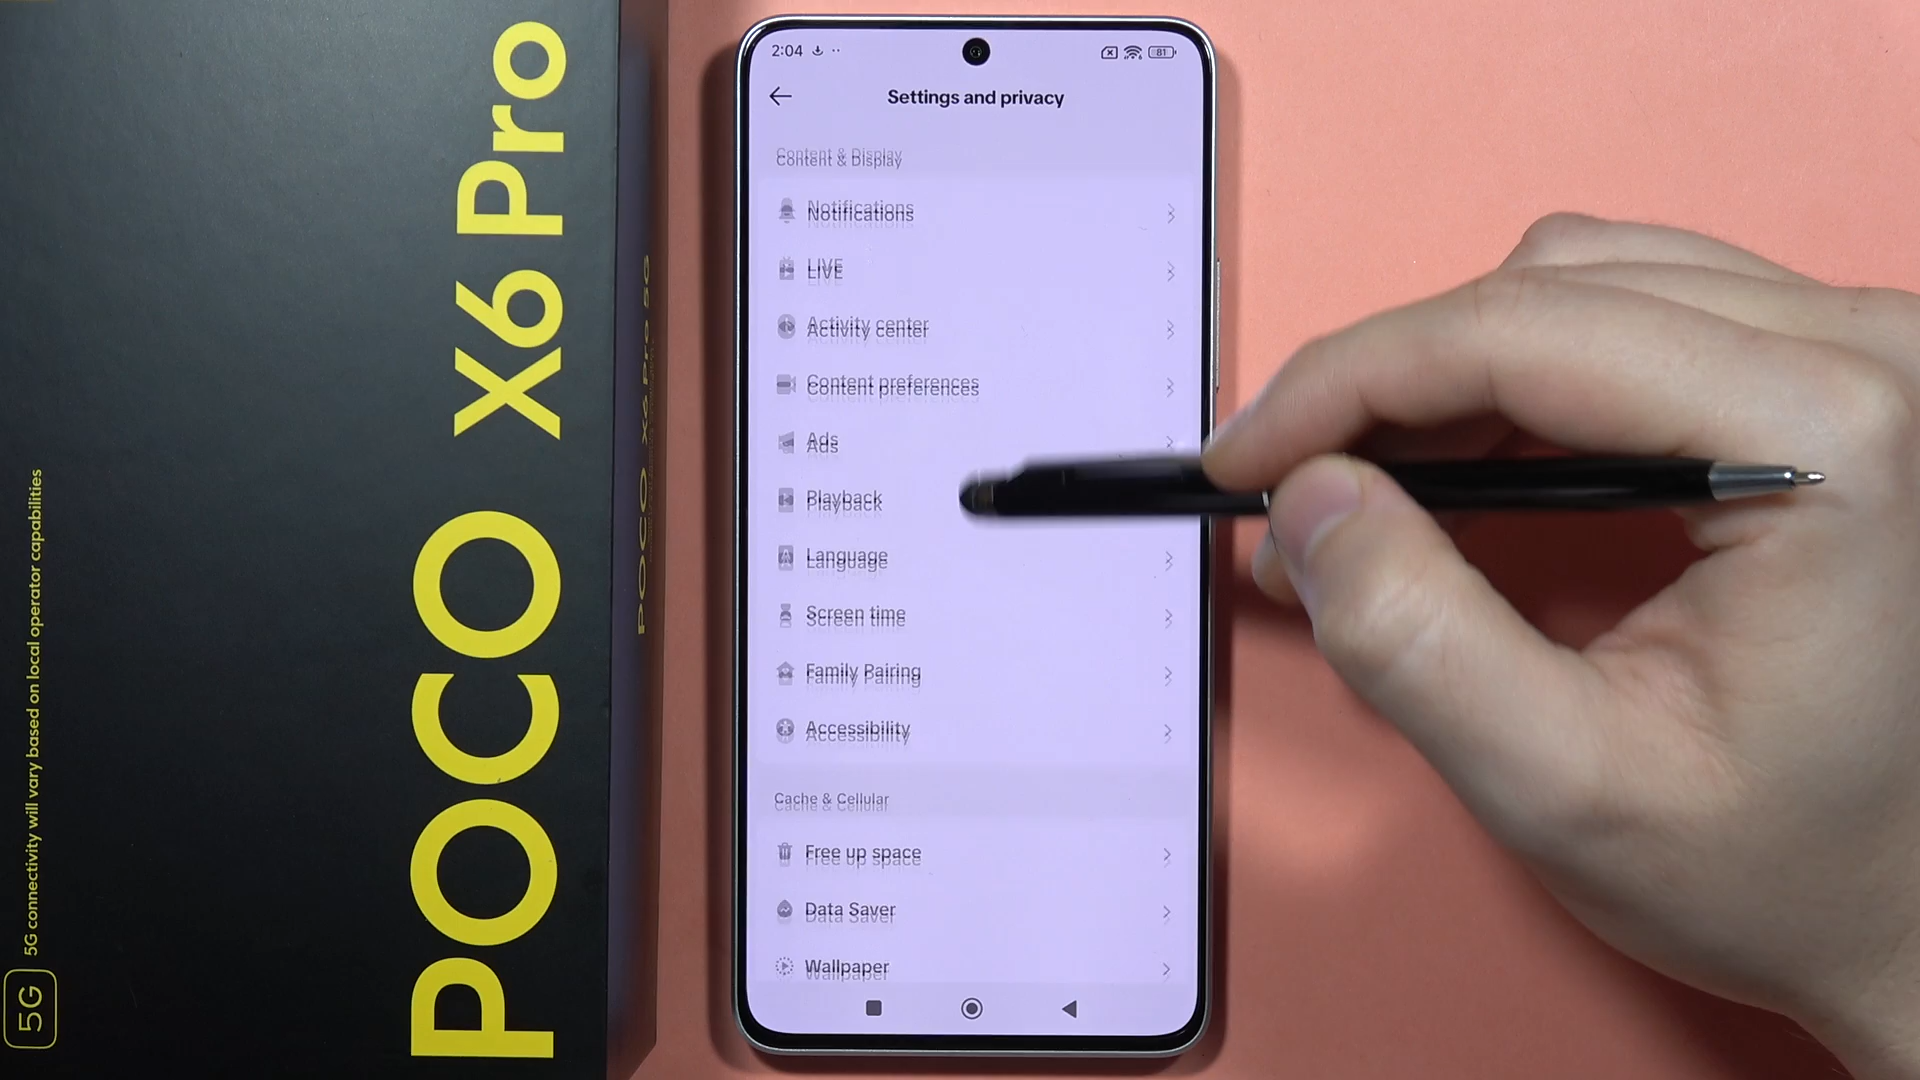 POCO X6 Pro
5G connectivity will vary based on local operator capabilities
5G
POCO X6 Pro 5G
2:04
81
Settings and privacy
Content & Display
Notifications
LIVE
Activity center
Content preferences
Ads
Playback
Language
Screen time
Family Pairing
Accessibility
Cache & Cellular
Free up space
Data Saver
Wallpaper